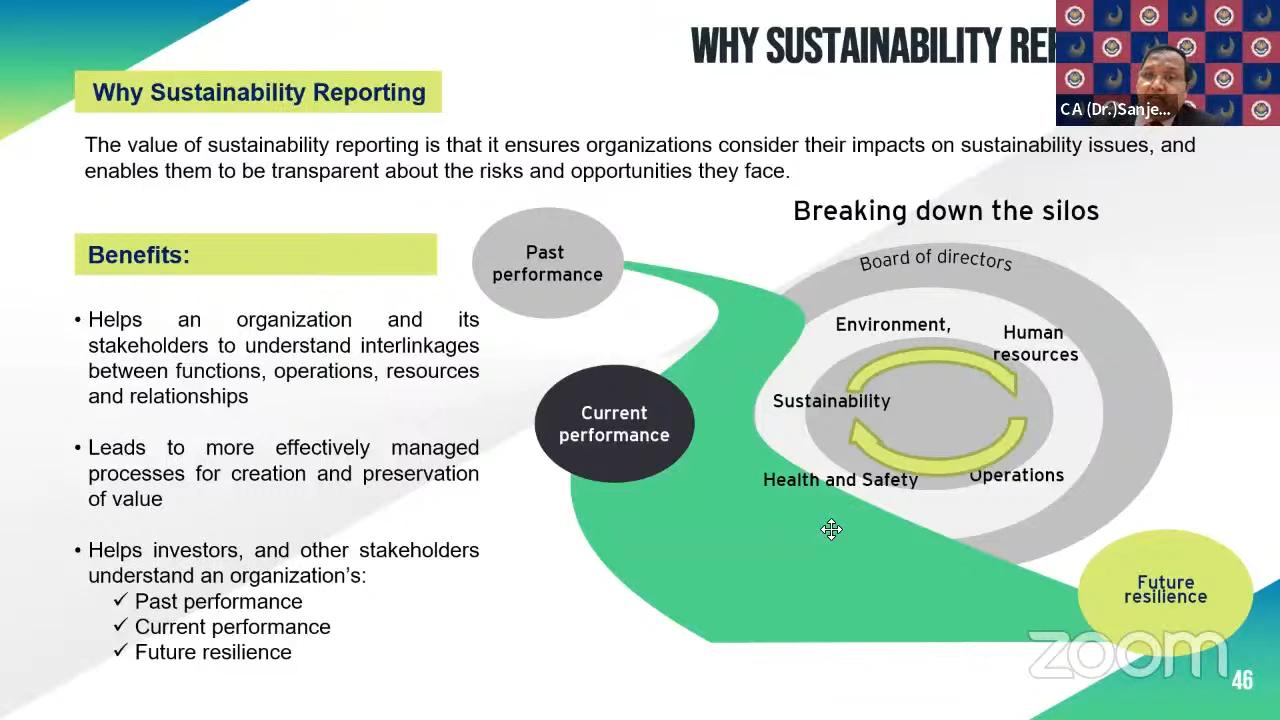 WHY SUSTAINABILITY
CA (Dr.)Sanje...
Why Sustainability Reporting
The value of sustainability reporting is that it ensures organizations consider their impacts on sustainability issues, and
enables them to be transparent about the risks and opportunities they face.
Breaking down the silos
Benefits:
• Helps an organization and its
stakeholders to understand interlinkages
between functions, operations, resources
and relationships
• Leads to more effectively managed
processes for creation and preservation
of value
• Helps investors, and other stakeholders
understand an organization's:
✓ Past performance
✓ Current performance
✓ Future resilience
Past
performance
Current
performance
Board of directors
Environment,
Human
resources
Sustainability
Health and Safety
Operations
Future
resilience
zoom
46